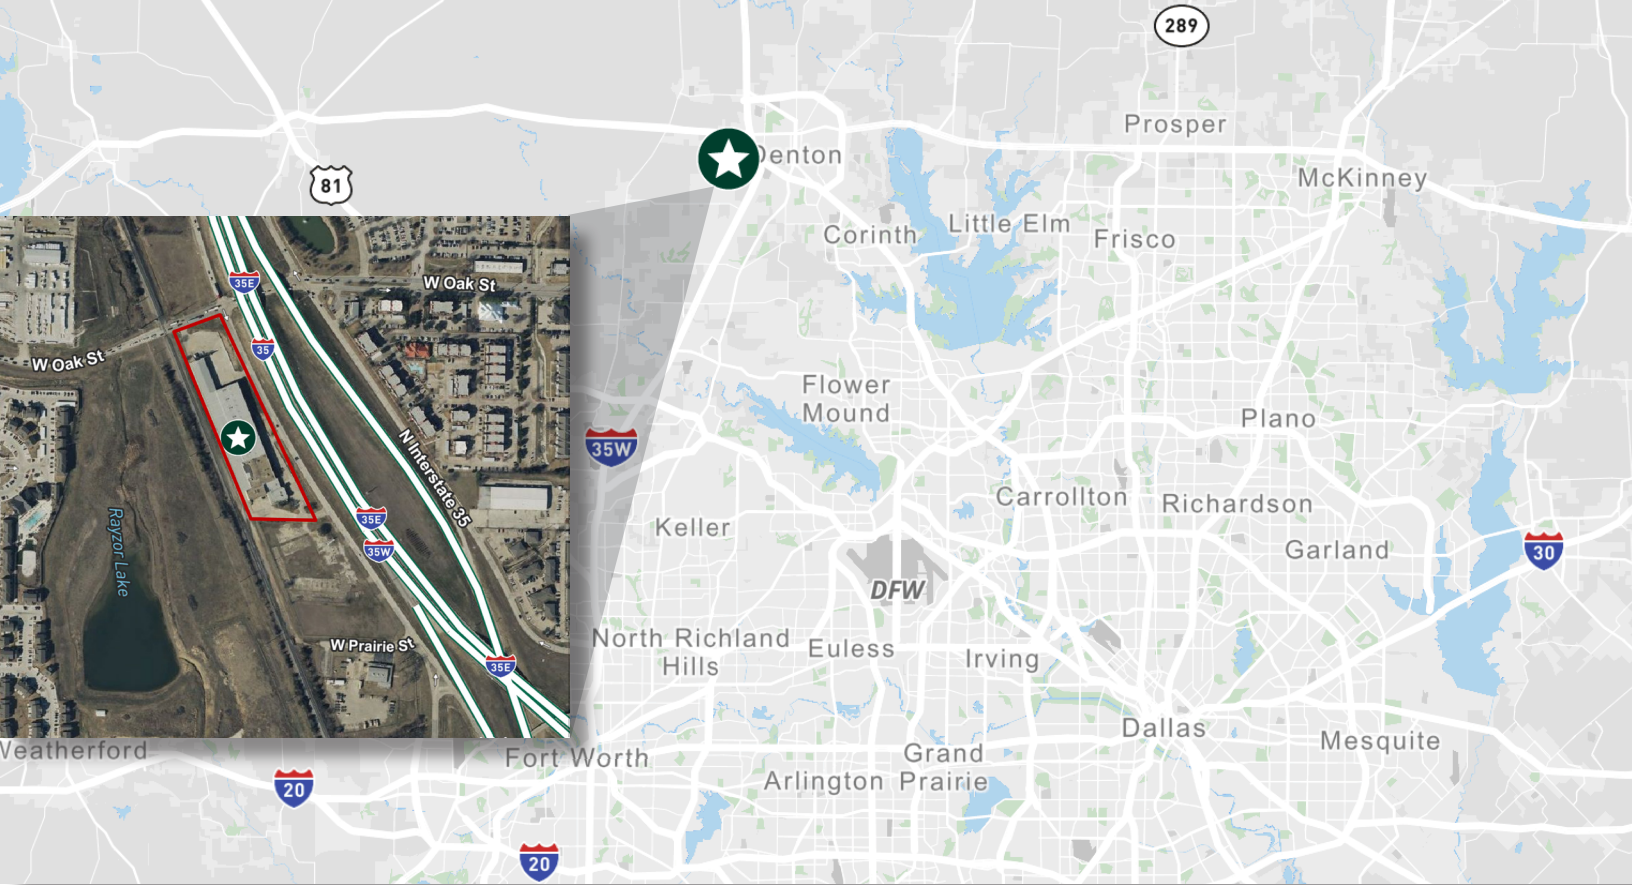 289
Prosper
Denton
McKinney
81
Little Elm
Corinth
Frisco
35E
W Oak St
35
W Oak St
Flower
Mound
Plano
N Interstate 35
35W
Carrollton
Richardson
Keller
Rayzor Lake
35E
35W
Garland
30
DFW
North Richland
Hills
Euless
Irving
W Prairie St
35E
Dallas
Mesquite
Weatherford
Fort Worth
Grand
Prairie
Arlington
20
20